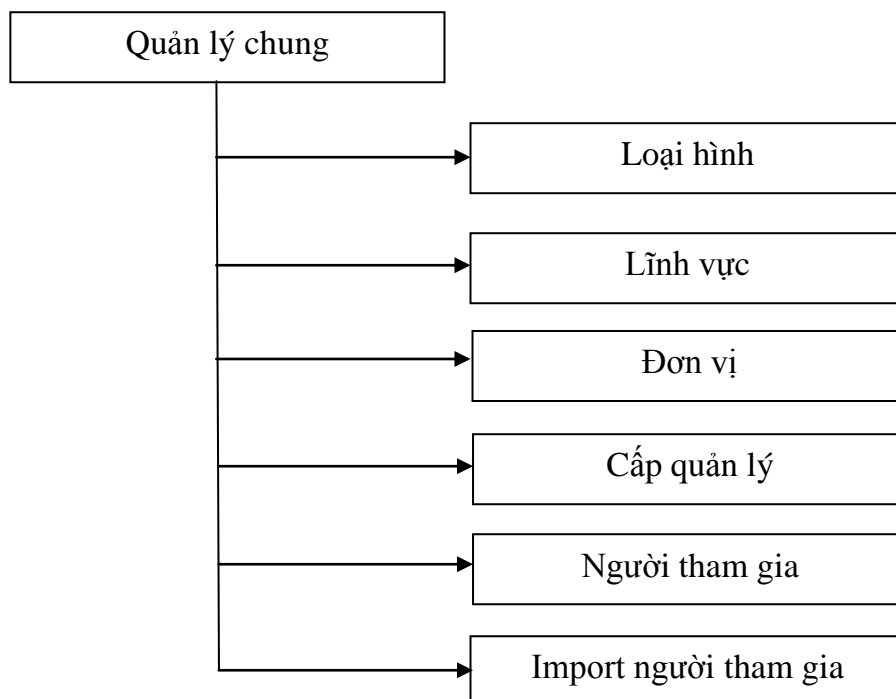 Quản lý chung
Loại hình
Lĩnh vực
Đơn vị
Cấp quản lý
Người tham gia
Import người tham gia